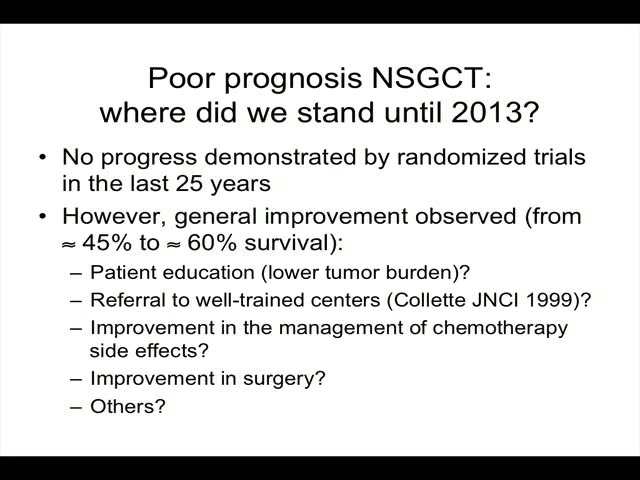 Poor prognosis NSGCT:
where did we stand until 2013?
• No progress demonstrated by randomized trials
in the last 25 years
• However, general improvement observed (from
≈ 45% to ≈ 60% survival):
– Patient education (lower tumor burden)?
– Referral to well-trained centers (Collette JNCI 1999)?
– Improvement in the management of chemotherapy
side effects?
– Improvement in surgery?
– Others?